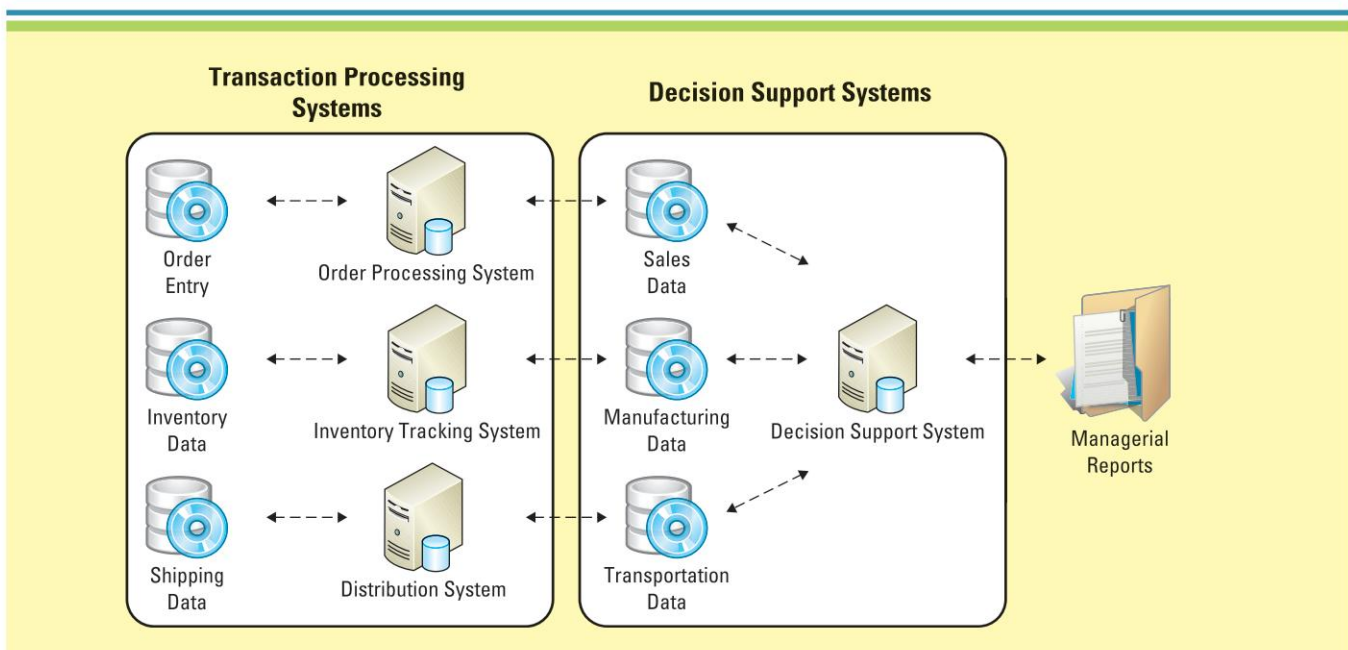 Transaction Processing
Systems
Decision Support Systems
Order
Entry
Order Processing System
Sales
Data
Inventory
Data
Inventory Tracking System
Manufacturing
Data
Decision Support System
Managerial
Reports
Shipping
Data
Distribution System
Transportation
Data